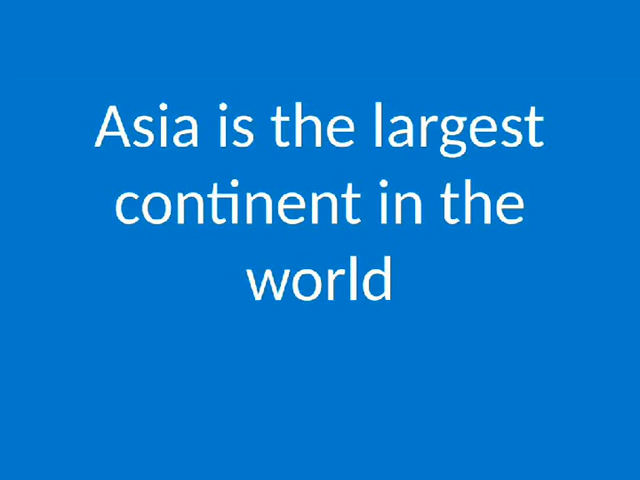 Asia is the largest
continent in the
world